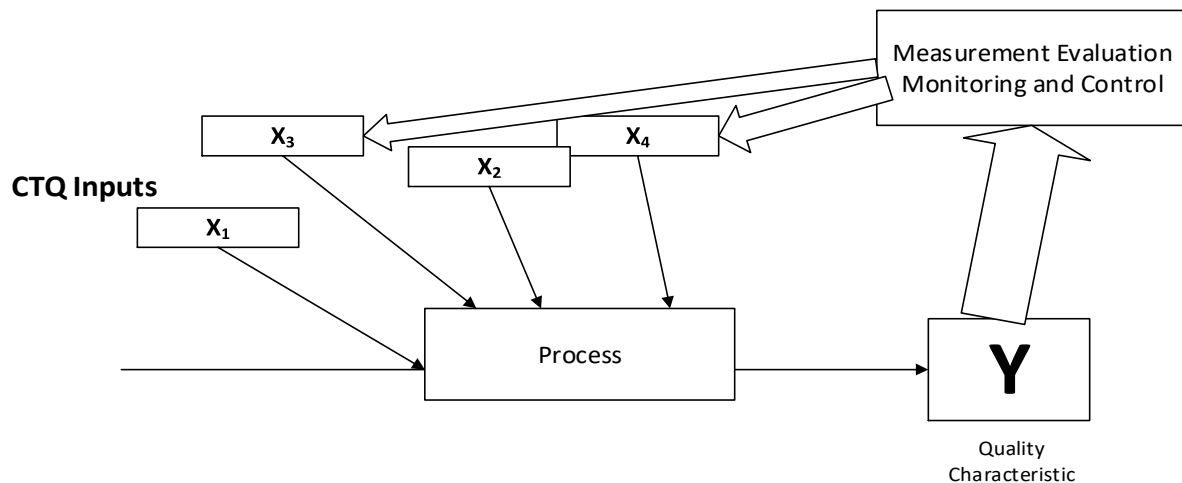 Measurement Evaluation
Monitoring and Control
X₃
X₄
X₂
CTQ Inputs
X₁
Process
Y
Quality
Characteristic